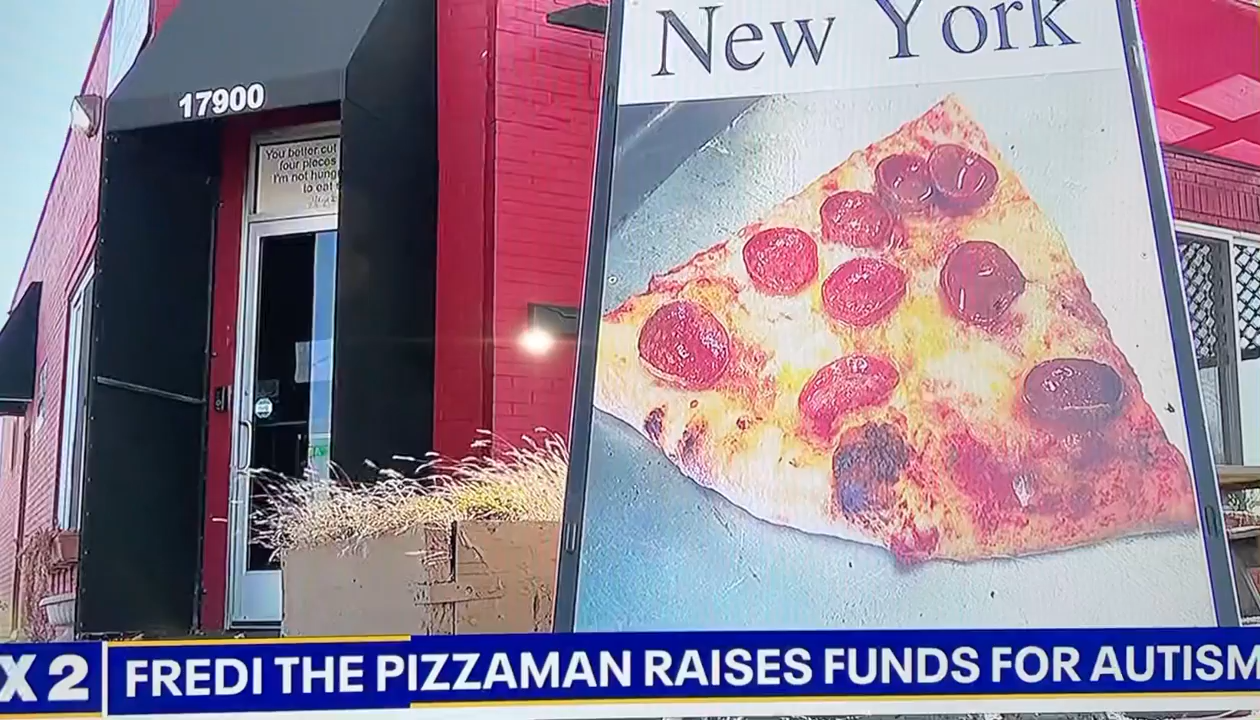 New York
17900
You better cut
four pieces
I'm not hungr
to eat
X 2
FREDI THE PIZZAMAN RAISES FUNDS FOR AUTISM